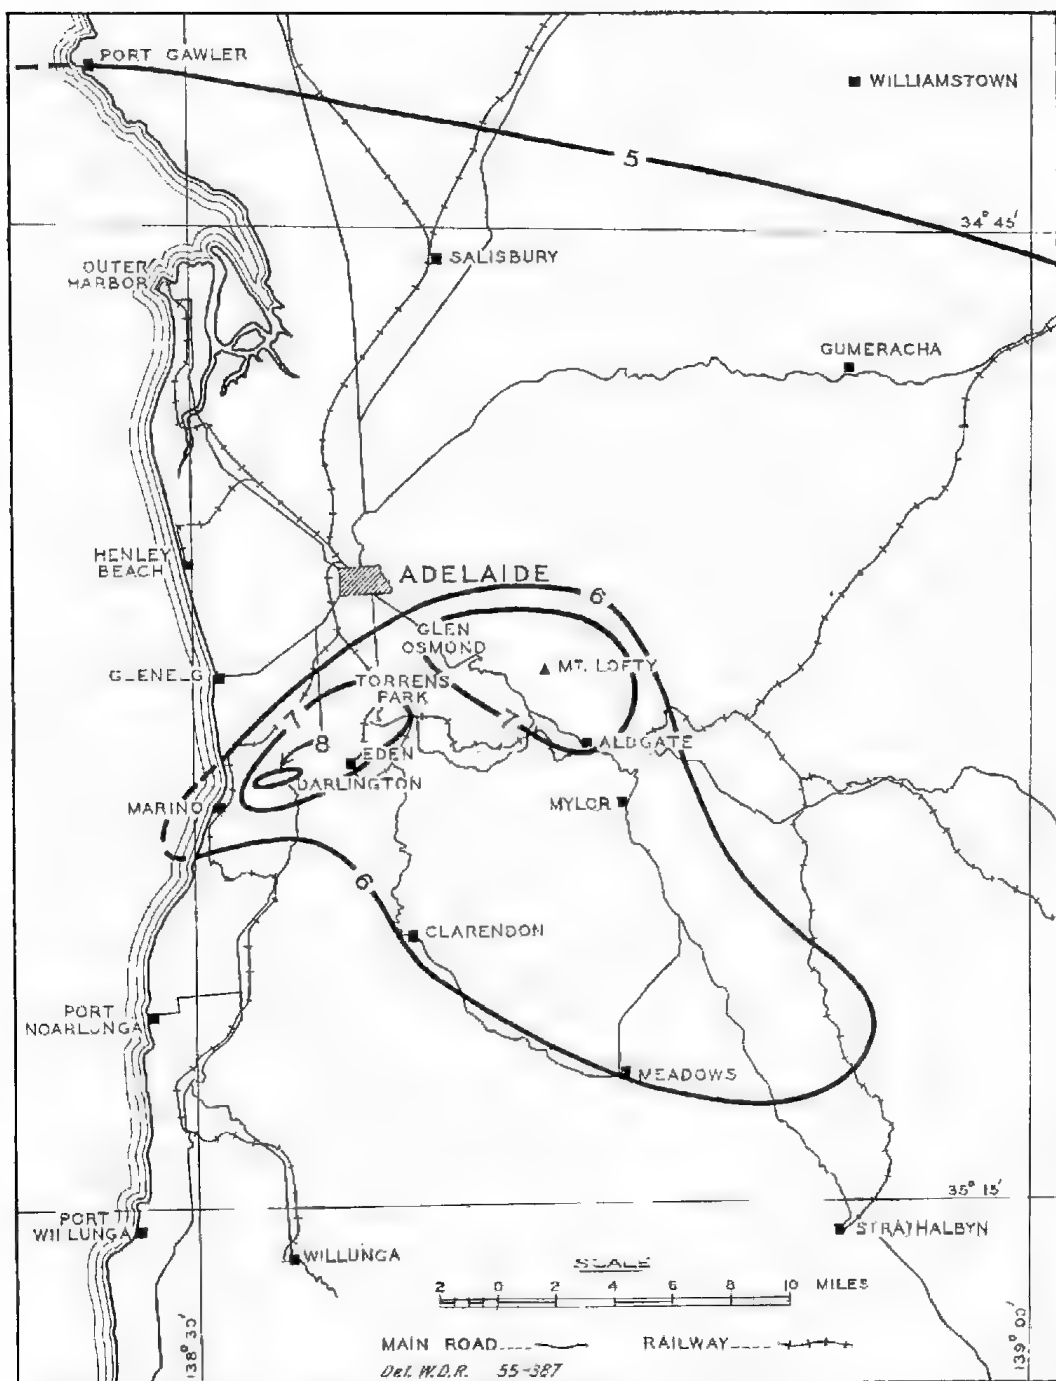 PORT GAWLER
WILLIAMSTOWN
5
34° 45'
SALISBURY
OUTER
HARBOR
GUMERACHA
HENLEY
BEACH
ADELAIDE
6
GLEN
OSMOND
MT. LOFTY
GLENELG
TORRENS
PARK
7
7
8
EDEN
ALDGATE
DARLINGTON
MARINO
MYLOR
6
CLARENDON
PORT
NOARLUNGA
MEADOWS
35° 15'
PORT
WILLUNGA
STRATHALBYN
WILLUNGA
SCALE
2 0 2 4 6 8 10 MILES
MAIN ROAD
RAILWAY
138° 30'
139° 00'
Del. W.D.R. 55-387